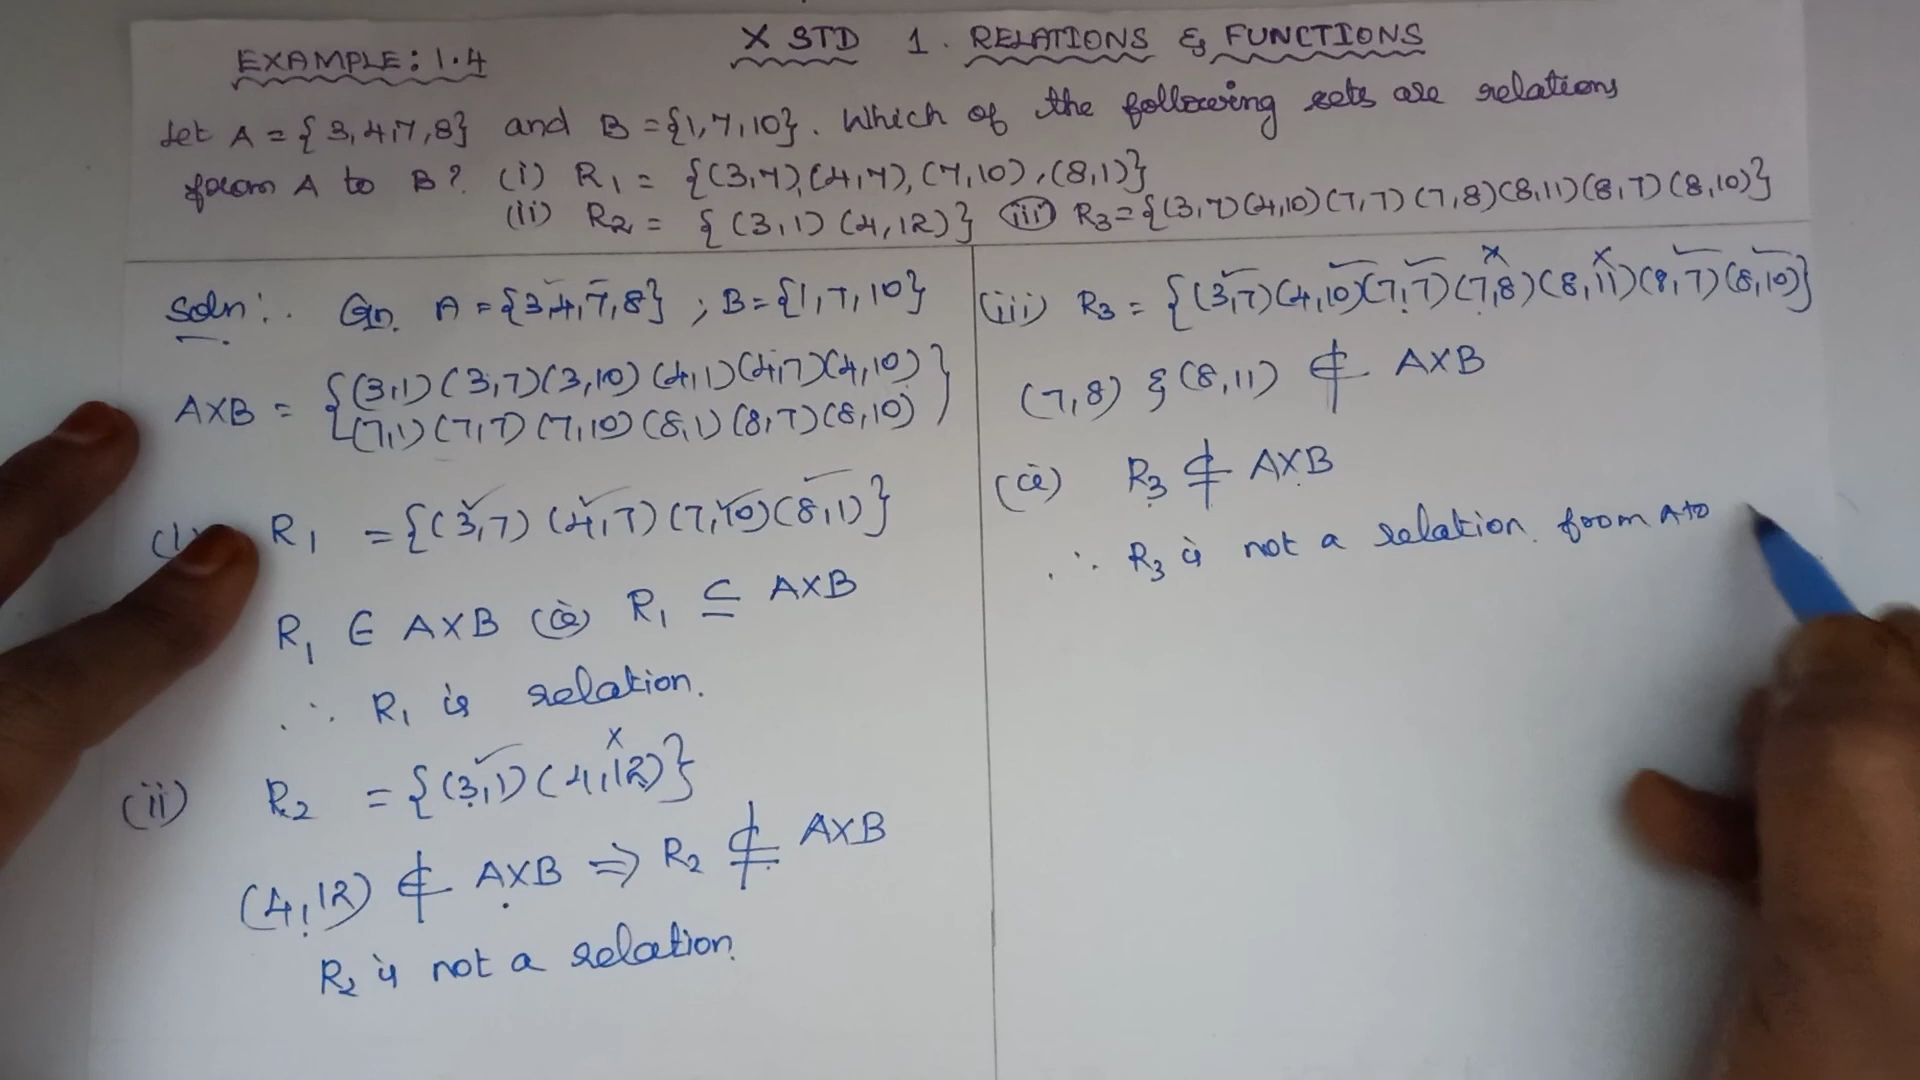 EXAMPLE: 1.4
X STD 1. RELATIONS & FUNCTIONS
Let A = {3,4,7,8} and B = {1,7,10}. Which of the following sets are relations
from A to B? (i) R₁ = {(3,7),(4,7),(7,10),(8,1)}
(ii) R₂ = {(3,1)(4,12)} (iii) R₃={(3,7)(4,10)(7,7)(7,8)(8,11)(8,7)(8,10)}
Soln:. Gn. A = {3,4,7,8} ; B={1,7,10}
AXB = {(3,1)(3,7)(3,10)(4,1)(4,7)(4,10)
(7,1)(7,7)(7,10)(8,1)(8,7)(8,10)}
(i) R₁ = {(3,7)(4,7)(7,10)(8,1)}
R₁ ∈ AXB (ie) R₁ ⊆ AXB
∴ R₁ is relation.
(ii) R₂ = {(3,1)(4,12)}
(4,12) ∉ AXB ⇒ R₂ ⊈ AXB
R₂ is not a relation.
(iii) R₃ = {(3,7)(4,10)(7,7)(7,8)(8,11)(8,7)(8,10)}
(7,8) & (8,11) ∉ AXB
(ie) R₃ ⊈ AXB
∴ R₃ is not a relation. from A to